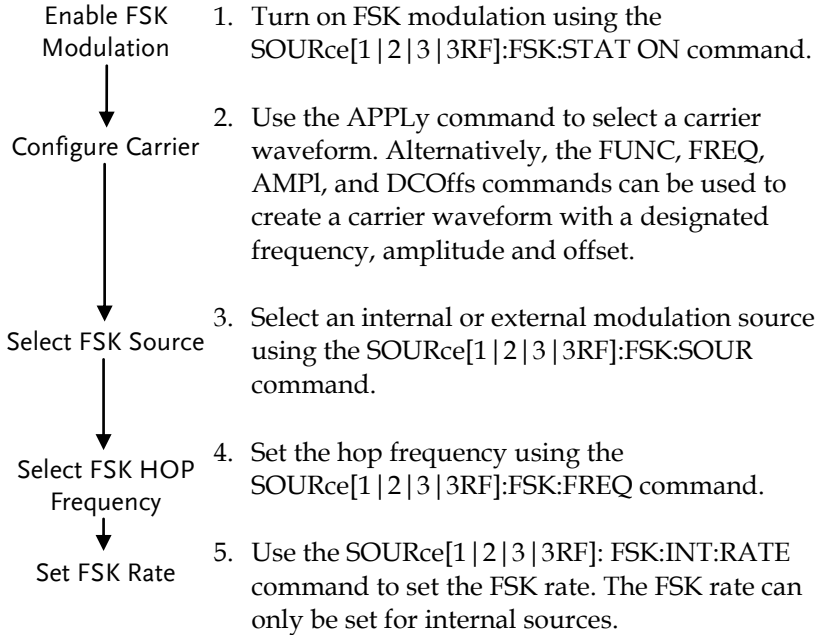 Enable FSK
Modulation
1. Turn on FSK modulation using the
SOURce[1|2|3|3RF]:FSK:STAT ON command.
Configure Carrier
2. Use the APPLy command to select a carrier
waveform. Alternatively, the FUNC, FREQ,
AMPl, and DCOffs commands can be used to
create a carrier waveform with a designated
frequency, amplitude and offset.
Select FSK Source
3. Select an internal or external modulation source
using the SOURce[1|2|3|3RF]:FSK:SOUR
command.
Select FSK HOP
Frequency
4. Set the hop frequency using the
SOURce[1|2|3|3RF]:FSK:FREQ command.
Set FSK Rate
5. Use the SOURce[1|2|3|3RF]: FSK:INT:RATE
command to set the FSK rate. The FSK rate can
only be set for internal sources.